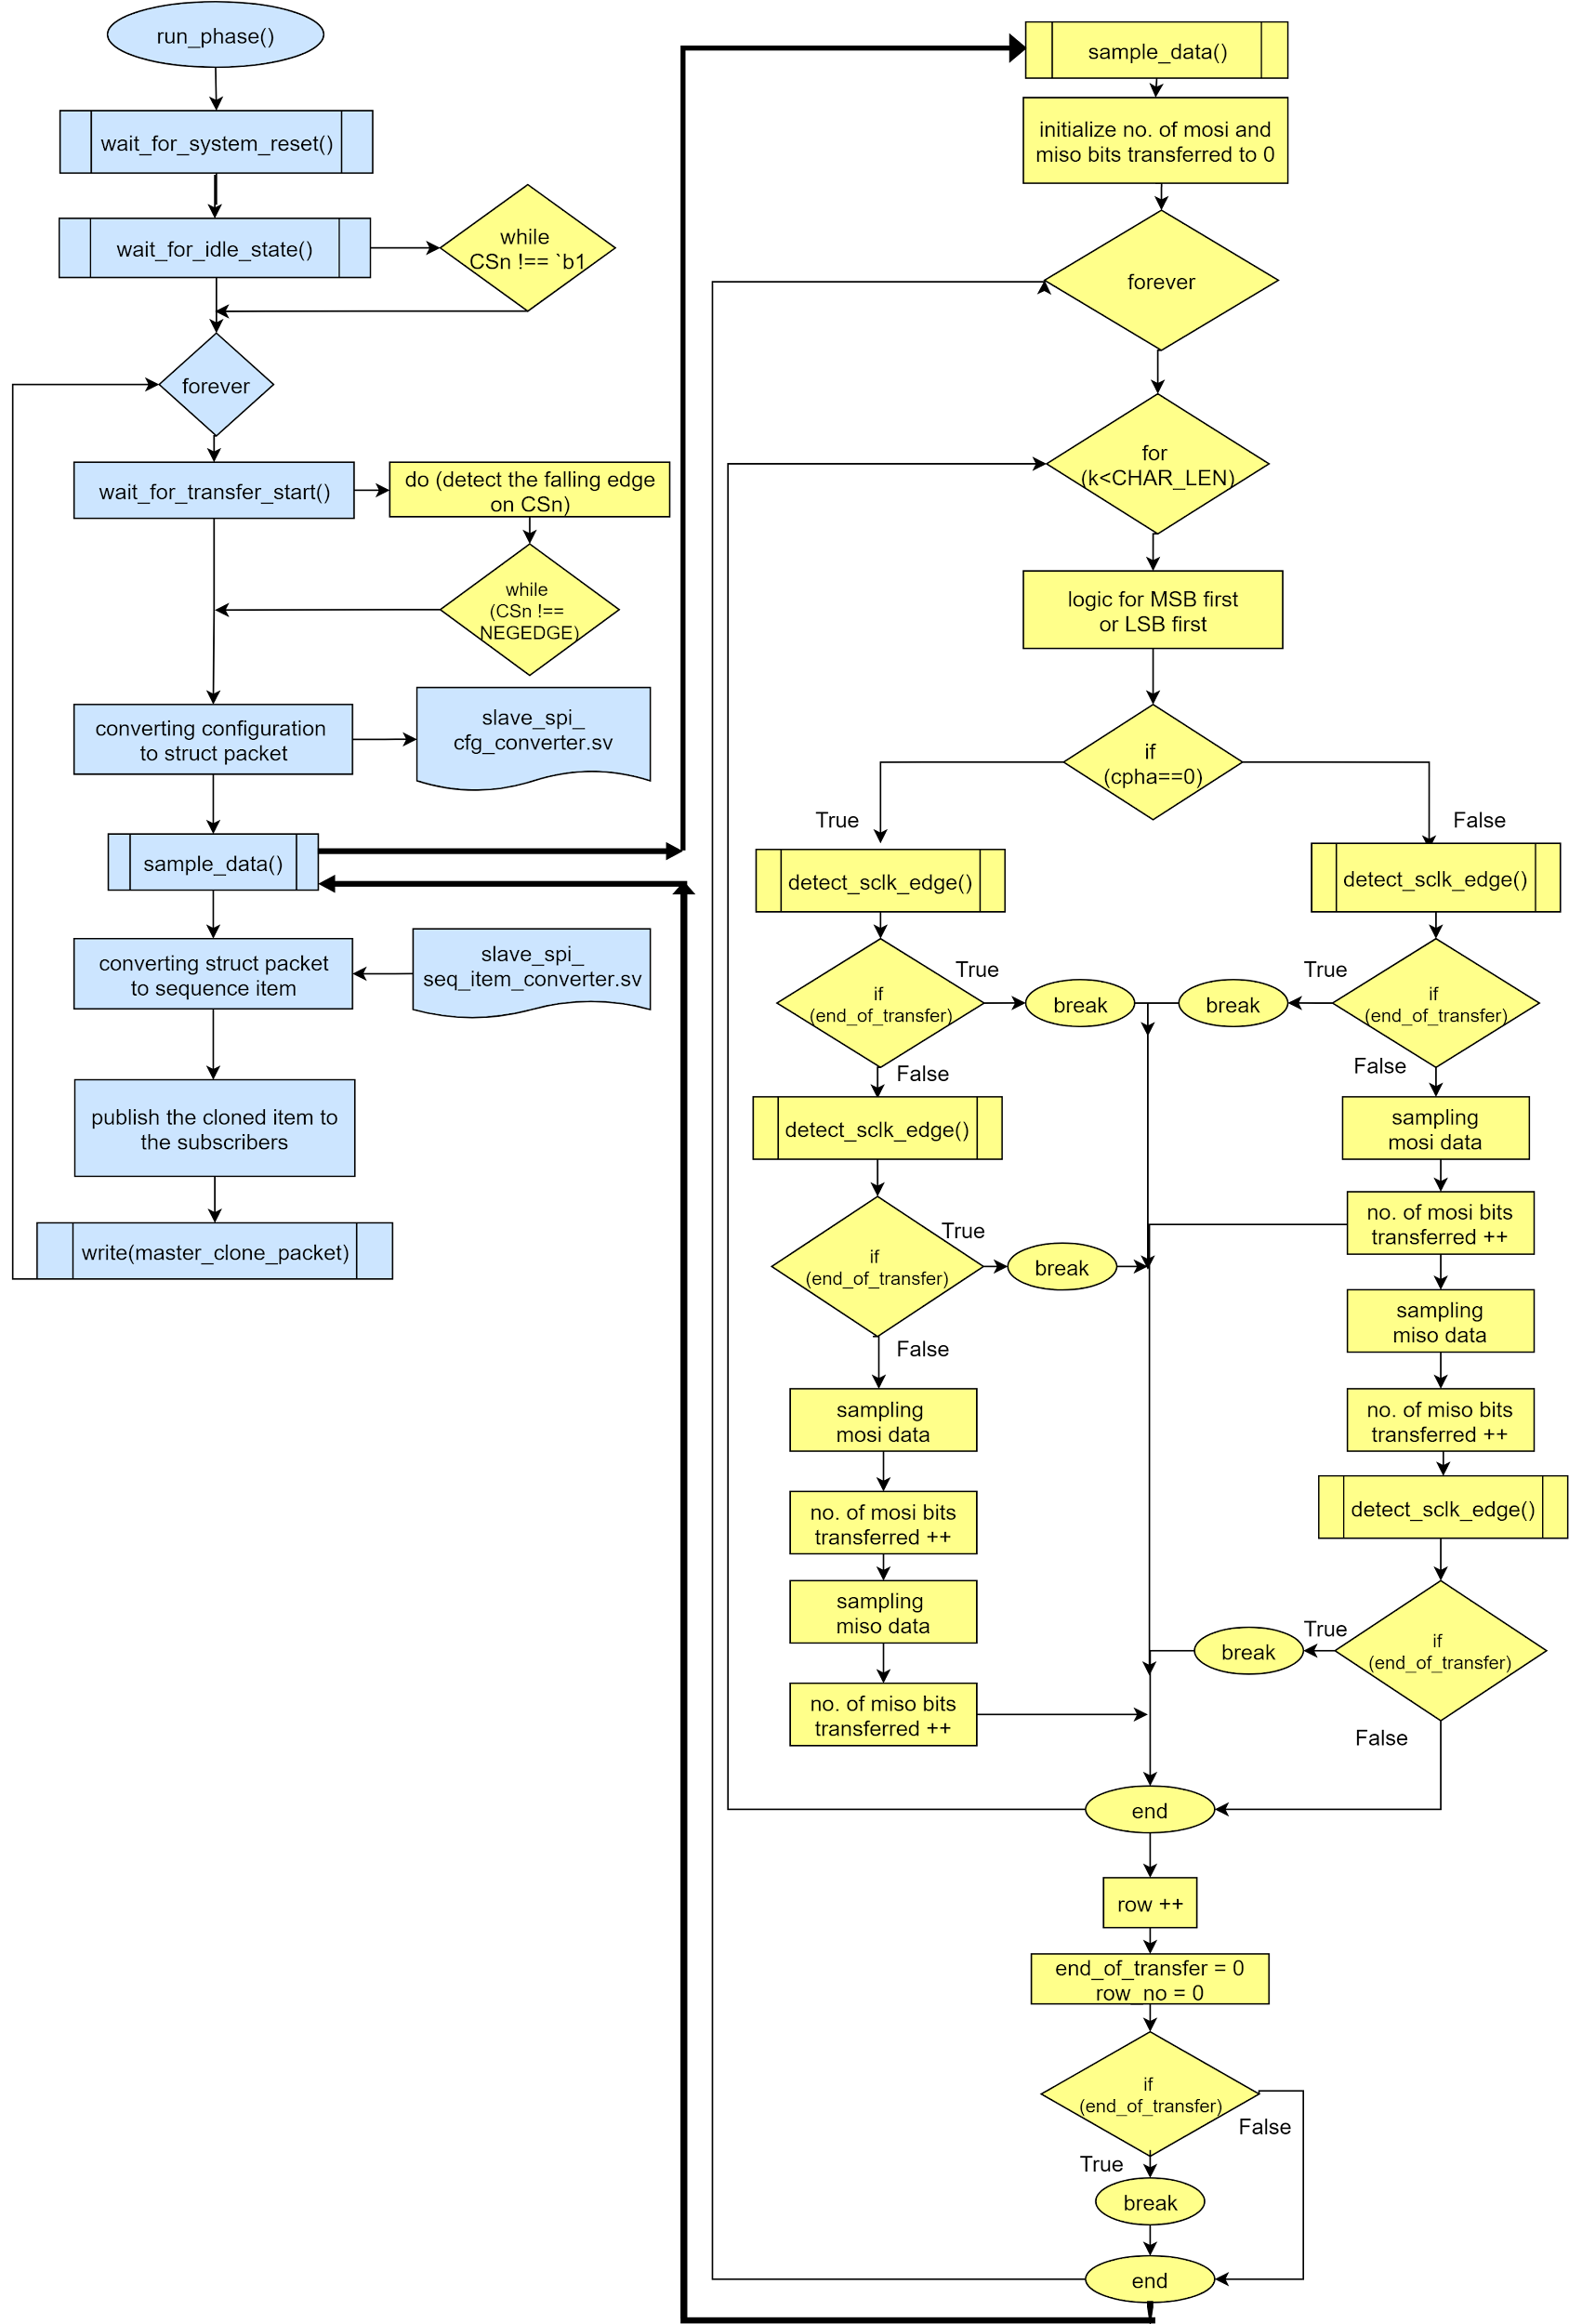 run_phase()
wait_for_system_reset()
wait_for_idle_state()
while
CSn !== `b1
forever
wait_for_transfer_start()
do (detect the falling edge
on CSn)
while
(CSn !==
NEGEDGE)
converting configuration
to struct packet
slave_spi_
cfg_converter.sv
sample_data()
converting struct packet
to sequence item
slave_spi_
seq_item_converter.sv
publish the cloned item to
the subscribers
write(master_clone_packet)
sample_data()
initialize no. of mosi and
miso bits transferred to 0
forever
for
(k<CHAR_LEN)
logic for MSB first
or LSB first
if
(cpha==0)
True
False
detect_sclk_edge()
if
(end_of_transfer)
True
break
False
detect_sclk_edge()
if
(end_of_transfer)
True
break
False
sampling
mosi data
no. of mosi bits
transferred ++
sampling
miso data
no. of miso bits
transferred ++
detect_sclk_edge()
if
(end_of_transfer)
True
break
False
sampling
mosi data
no. of mosi bits
transferred ++
sampling
miso data
no. of miso bits
transferred ++
detect_sclk_edge()
if
(end_of_transfer)
True
break
False
end
row ++
end_of_transfer = 0
row_no = 0
if
(end_of_transfer)
False
True
break
end